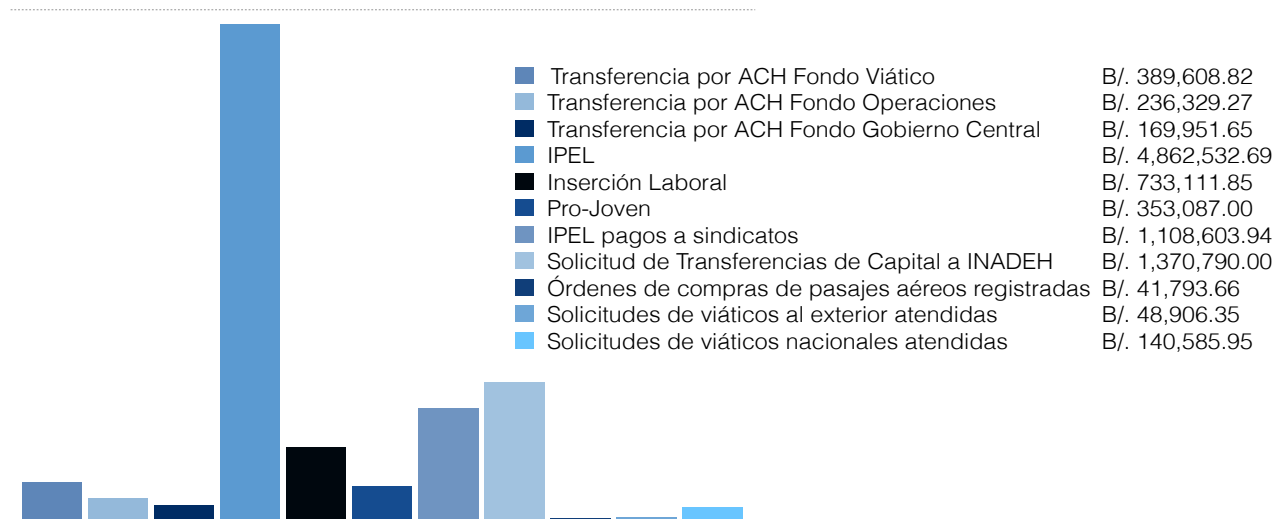 Transferencia por ACH Fondo Viático B/. 389,608.82
Transferencia por ACH Fondo Operaciones B/. 236,329.27
Transferencia por ACH Fondo Gobierno Central B/. 169,951.65
IPEL B/. 4,862,532.69
Inserción Laboral B/. 733,111.85
Pro-Joven B/. 353,087.00
IPEL pagos a sindicatos B/. 1,108,603.94
Solicitud de Transferencias de Capital a INADEH B/. 1,370,790.00
Órdenes de compras de pasajes aéreos registradas B/. 41,793.66
Solicitudes de viáticos al exterior atendidas B/. 48,906.35
Solicitudes de viáticos nacionales atendidas B/. 140,585.95